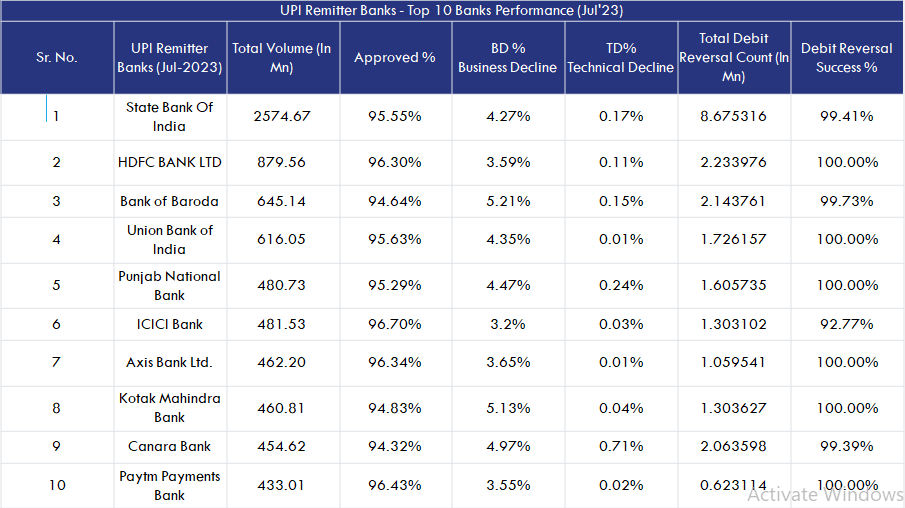 UPI Remitter Banks - Top 10 Banks Performance (Jul'23)
Sr. No. UPI Remitter Banks (Jul-2023) Total Volume (In Mn) Approved % BD % Business Decline TD% Technical Decline Total Debit Reversal Count (In Mn) Debit Reversal Success %
1 State Bank Of India 2574.67 95.55% 4.27% 0.17% 8.675316 99.41%
2 HDFC BANK LTD 879.56 96.30% 3.59% 0.11% 2.233976 100.00%
3 Bank of Baroda 645.14 94.64% 5.21% 0.15% 2.143761 99.73%
4 Union Bank of India 616.05 95.63% 4.35% 0.01% 1.726157 100.00%
5 Punjab National Bank 480.73 95.29% 4.47% 0.24% 1.605735 100.00%
6 ICICI Bank 481.53 96.70% 3.2% 0.03% 1.303102 92.77%
7 Axis Bank Ltd. 462.20 96.34% 3.65% 0.01% 1.059541 100.00%
8 Kotak Mahindra Bank 460.81 94.83% 5.13% 0.04% 1.303627 100.00%
9 Canara Bank 454.62 94.32% 4.97% 0.71% 2.063598 99.39%
10 Paytm Payments Bank 433.01 96.43% 3.55% 0.02% 0.623114 100.00%
Activate Windows